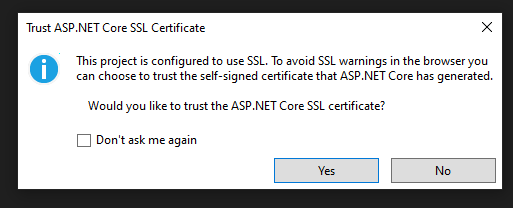 Trust ASP.NET Core SSL Certificate
This project is configured to use SSL. To avoid SSL warnings in the browser you
can choose to trust the self-signed certificate that ASP.NET Core has generated.
Would you like to trust the ASP.NET Core SSL certificate?
Don't ask me again
Yes
No